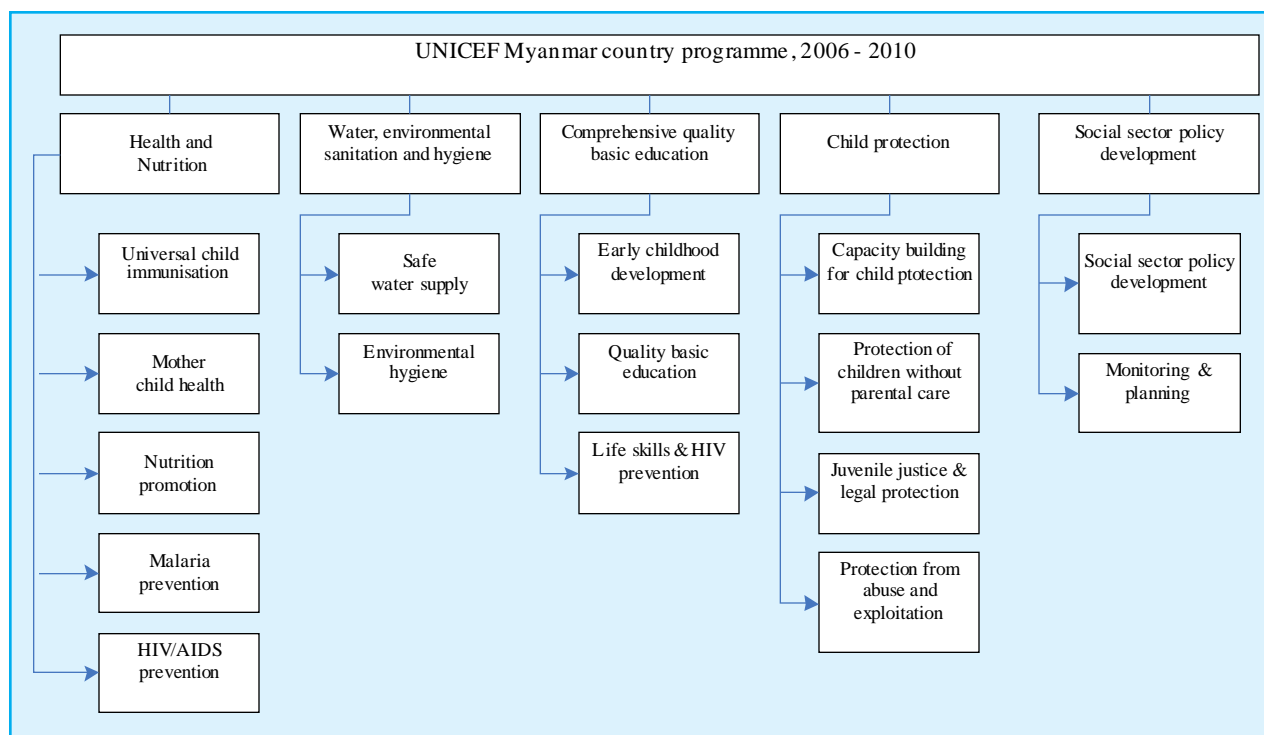 UNICEF Myanmar country programme, 2006 - 2010
Health and
Nutrition
Universal child
immunisation
Mother
child health
Nutrition
promotion
Malaria
prevention
HIV/AIDS
prevention
Water, environmental
sanitation and hygiene
Safe
water supply
Environmental
hygiene
Comprehensive quality
basic education
Early childhood
development
Quality basic
education
Life skills & HIV
prevention
Child protection
Capacity building
for child ptotection
Protection of
children without
parental care
Juvenile justice &
legal protection
Protection from
abuse and
exploitation
Social sector policy
development
Social sector policy
development
Monitoring &
planning